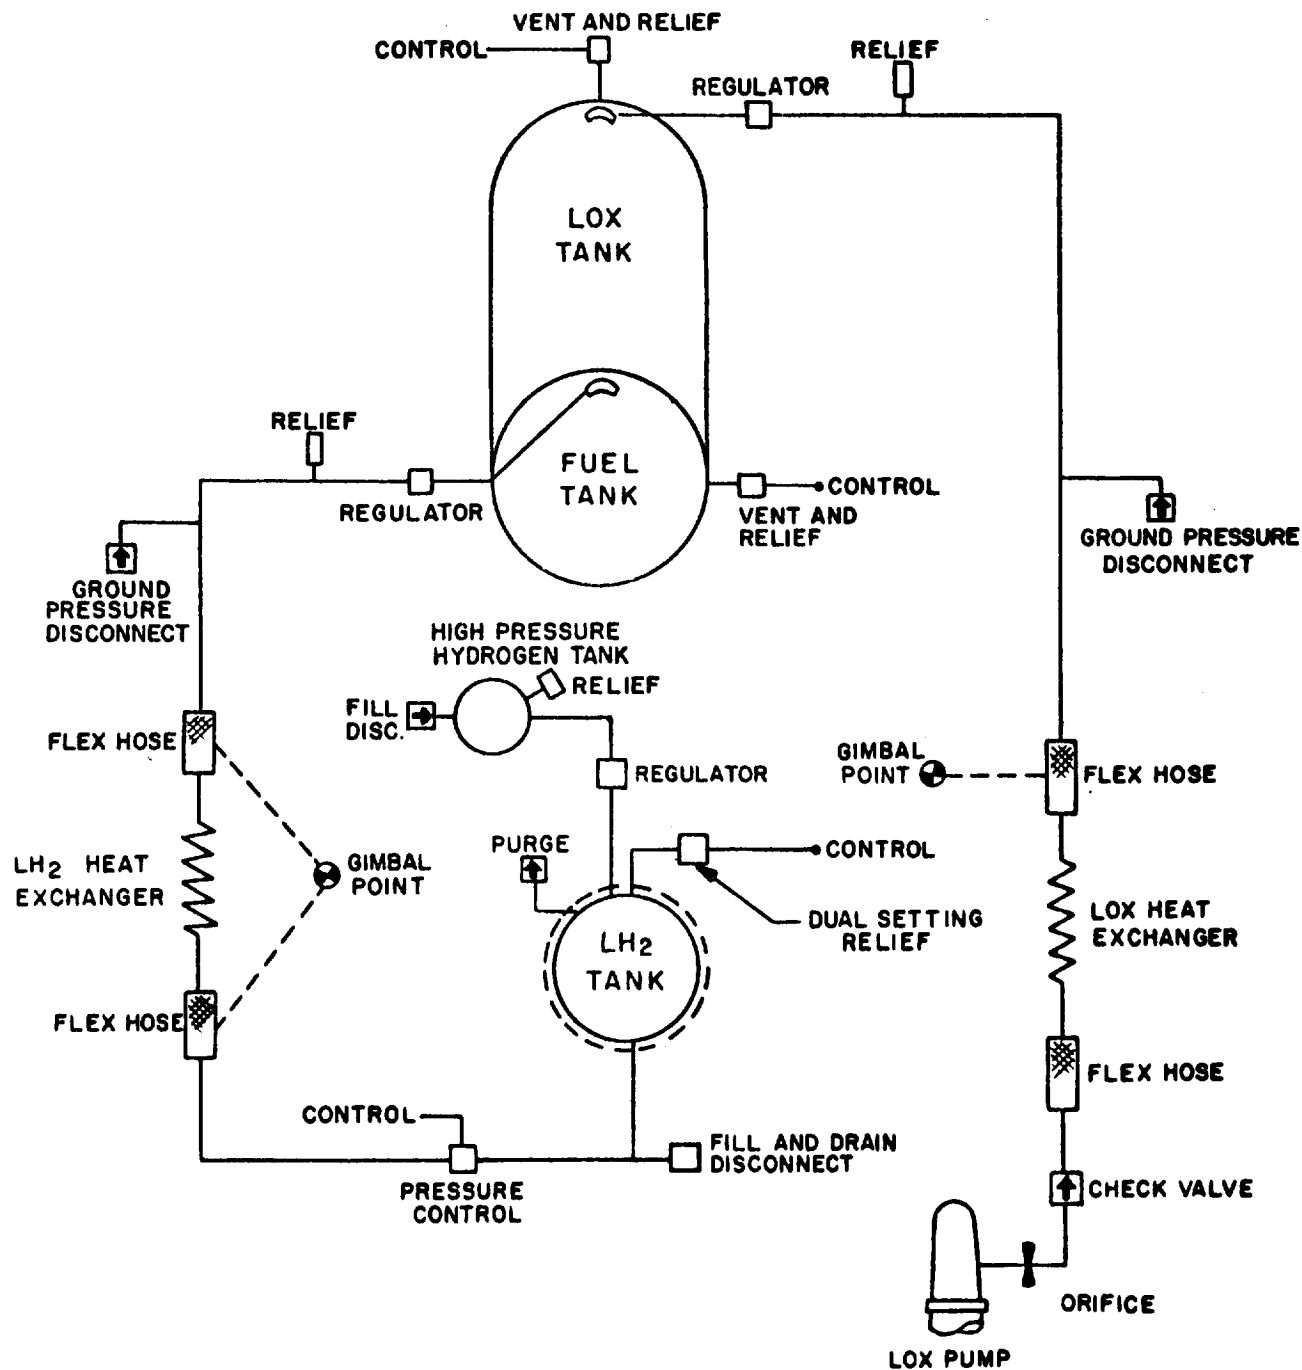 VENT AND RELIEF
CONTROL
RELIEF
REGULATOR
LOX
TANK
RELIEF
REGULATOR
FUEL
TANK
CONTROL
VENT AND
RELIEF
GROUND PRESSURE
DISCONNECT
GROUND
PRESSURE
DISCONNECT
HIGH PRESSURE
HYDROGEN TANK
RELIEF
FILL
DISC.
FLEX HOSE
REGULATOR
GIMBAL
POINT
FLEX HOSE
PURGE
CONTROL
LH2 HEAT
EXCHANGER
GIMBAL
POINT
DUAL SETTING
RELIEF
LOX HEAT
EXCHANGER
LH2
TANK
FLEX HOSE
FLEX HOSE
CONTROL
FILL AND DRAIN
DISCONNECT
PRESSURE
CONTROL
CHECK VALVE
ORIFICE
LOX PUMP